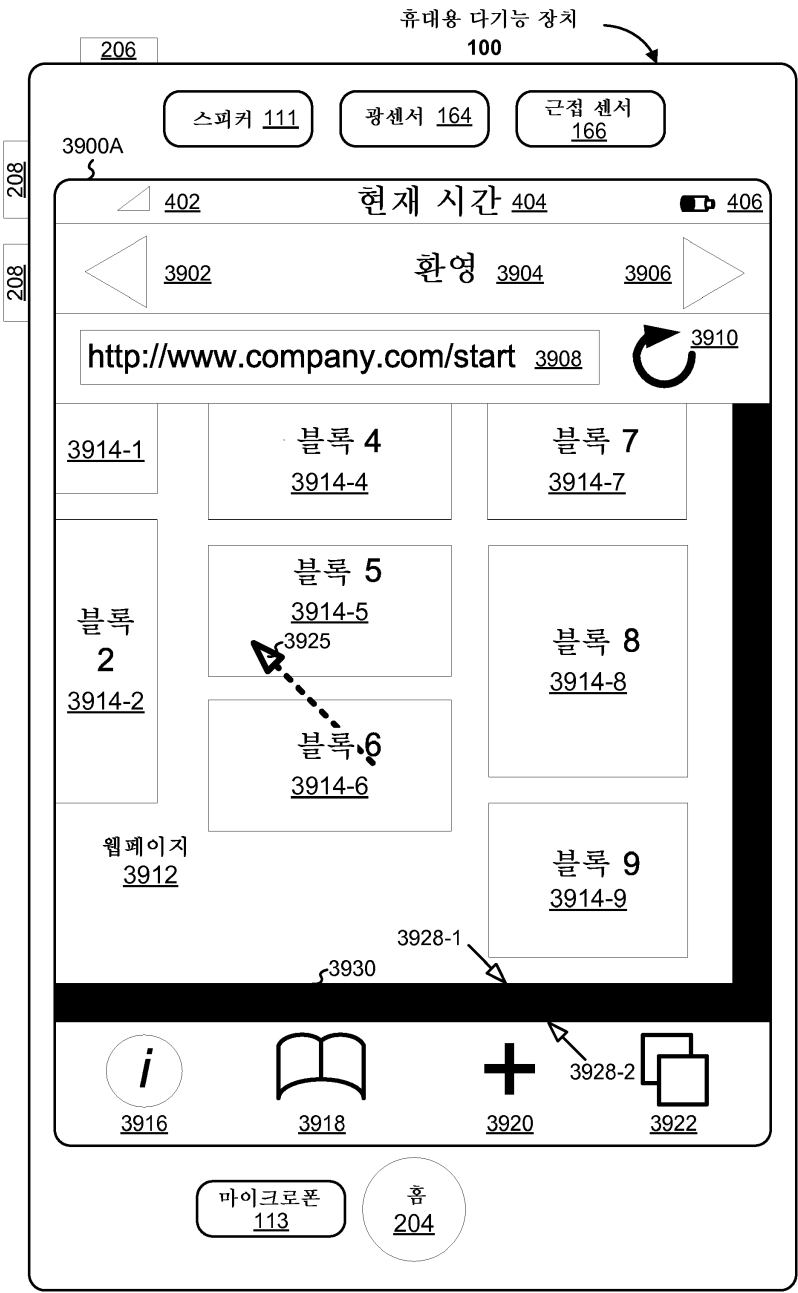 휴대용 다기능 장치
100
206
스피커 111
광센서 164
근접 센서
166
3900A
208
208
402
현재 시간 404
406
3902
환영 3904
3906
http://www.company.com/start 3908
3910
3914-1
블록 4
3914-4
블록 7
3914-7
블록 5
3914-5
3925
블록
2
3914-2
블록 8
3914-8
블록 6
3914-6
웹페이지
3912
블록 9
3914-9
3928-1
3930
3928-2
i
3916
3918
3920
3922
마이크로폰
113
홈
204